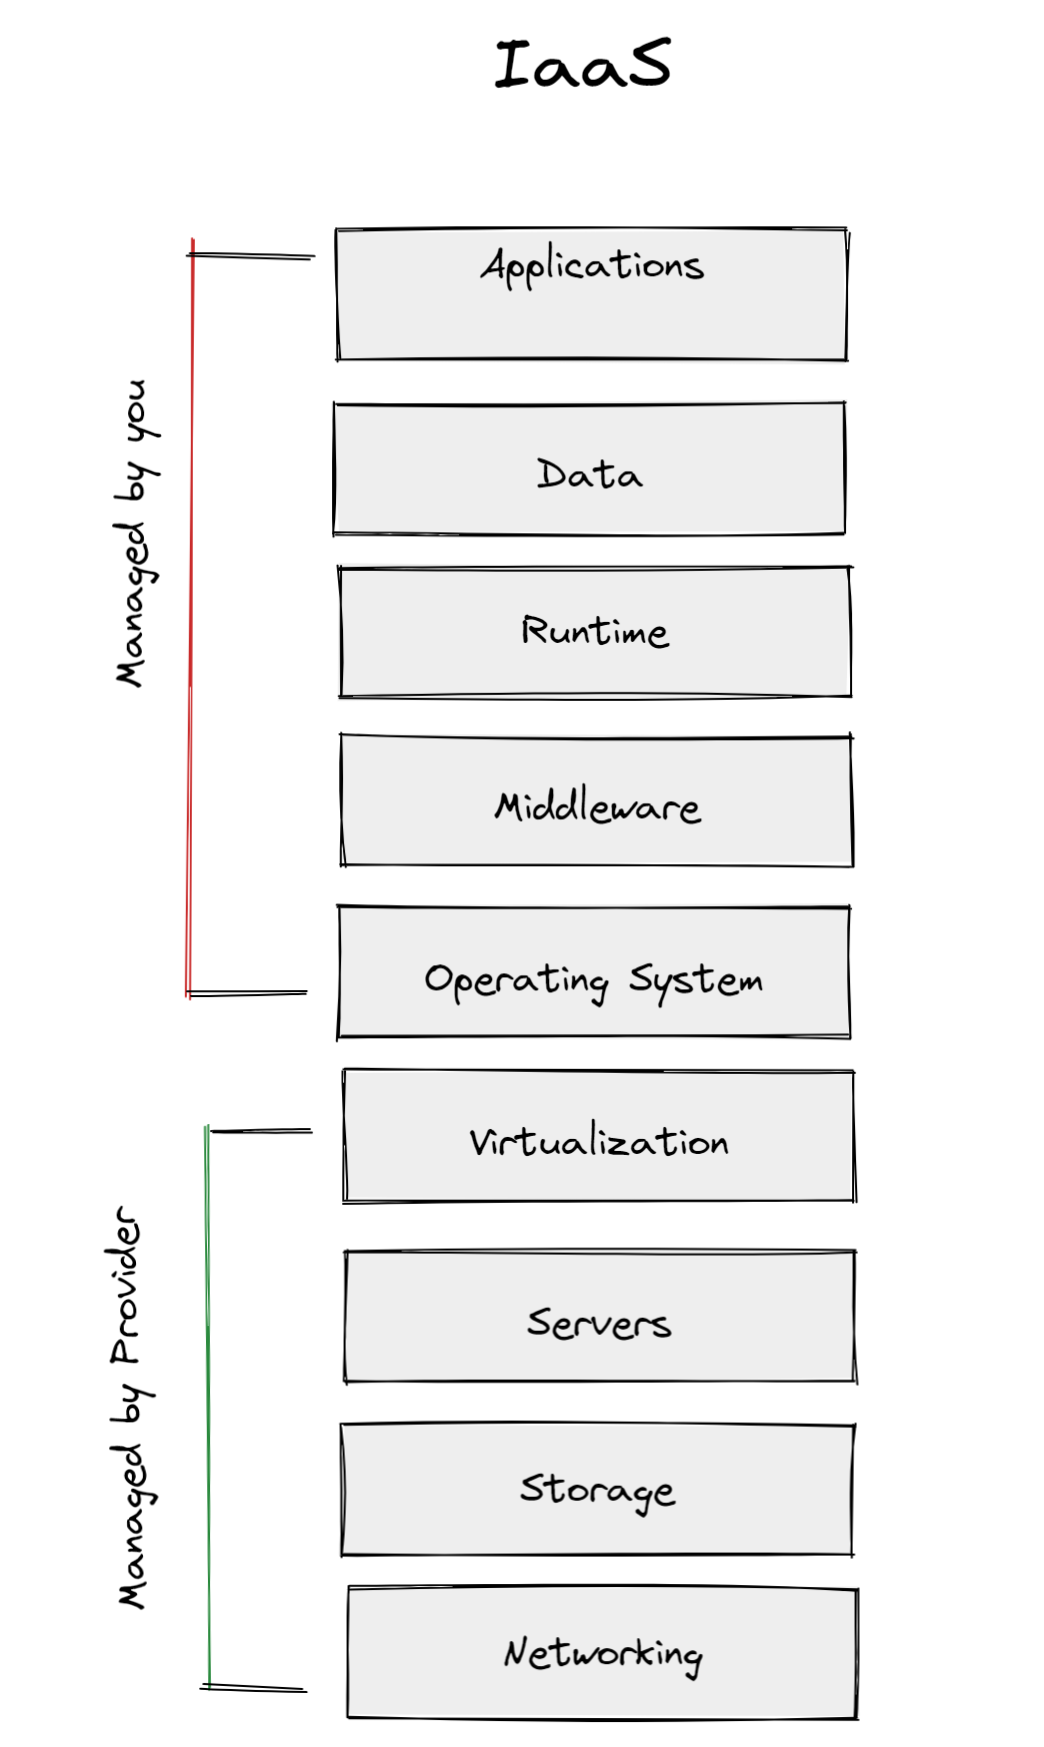 IaaS
Applications
Data
Runtime
Middleware
Operating System
Virtualization
Servers
Storage
Networking
Managed by you
Managed by Provider